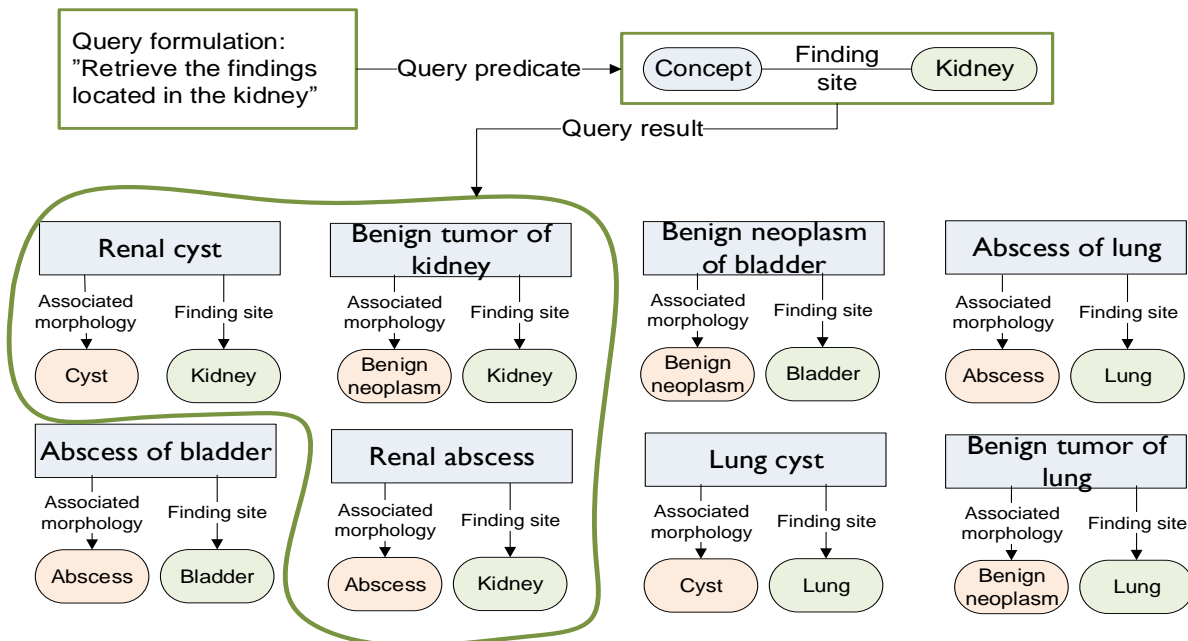 Query formulation:
”Retrieve the findings
located in the kidney”
Query predicate
Concept
Finding
site
Kidney
Query result
Renal cyst
Associated
morphology
Finding site
Cyst
Kidney
Benign tumor of
kidney
Associated
morphology
Finding site
Benign
neoplasm
Kidney
Benign neoplasm
of bladder
Associated
morphology
Finding site
Benign
neoplasm
Bladder
Abscess of lung
Associated
morphology
Finding site
Abscess
Lung
Abscess of bladder
Associated
morphology
Finding site
Abscess
Bladder
Renal abscess
Associated
morphology
Finding site
Abscess
Kidney
Lung cyst
Associated
morphology
Finding site
Cyst
Lung
Benign tumor of
lung
Associated
morphology
Finding site
Benign
neoplasm
Lung